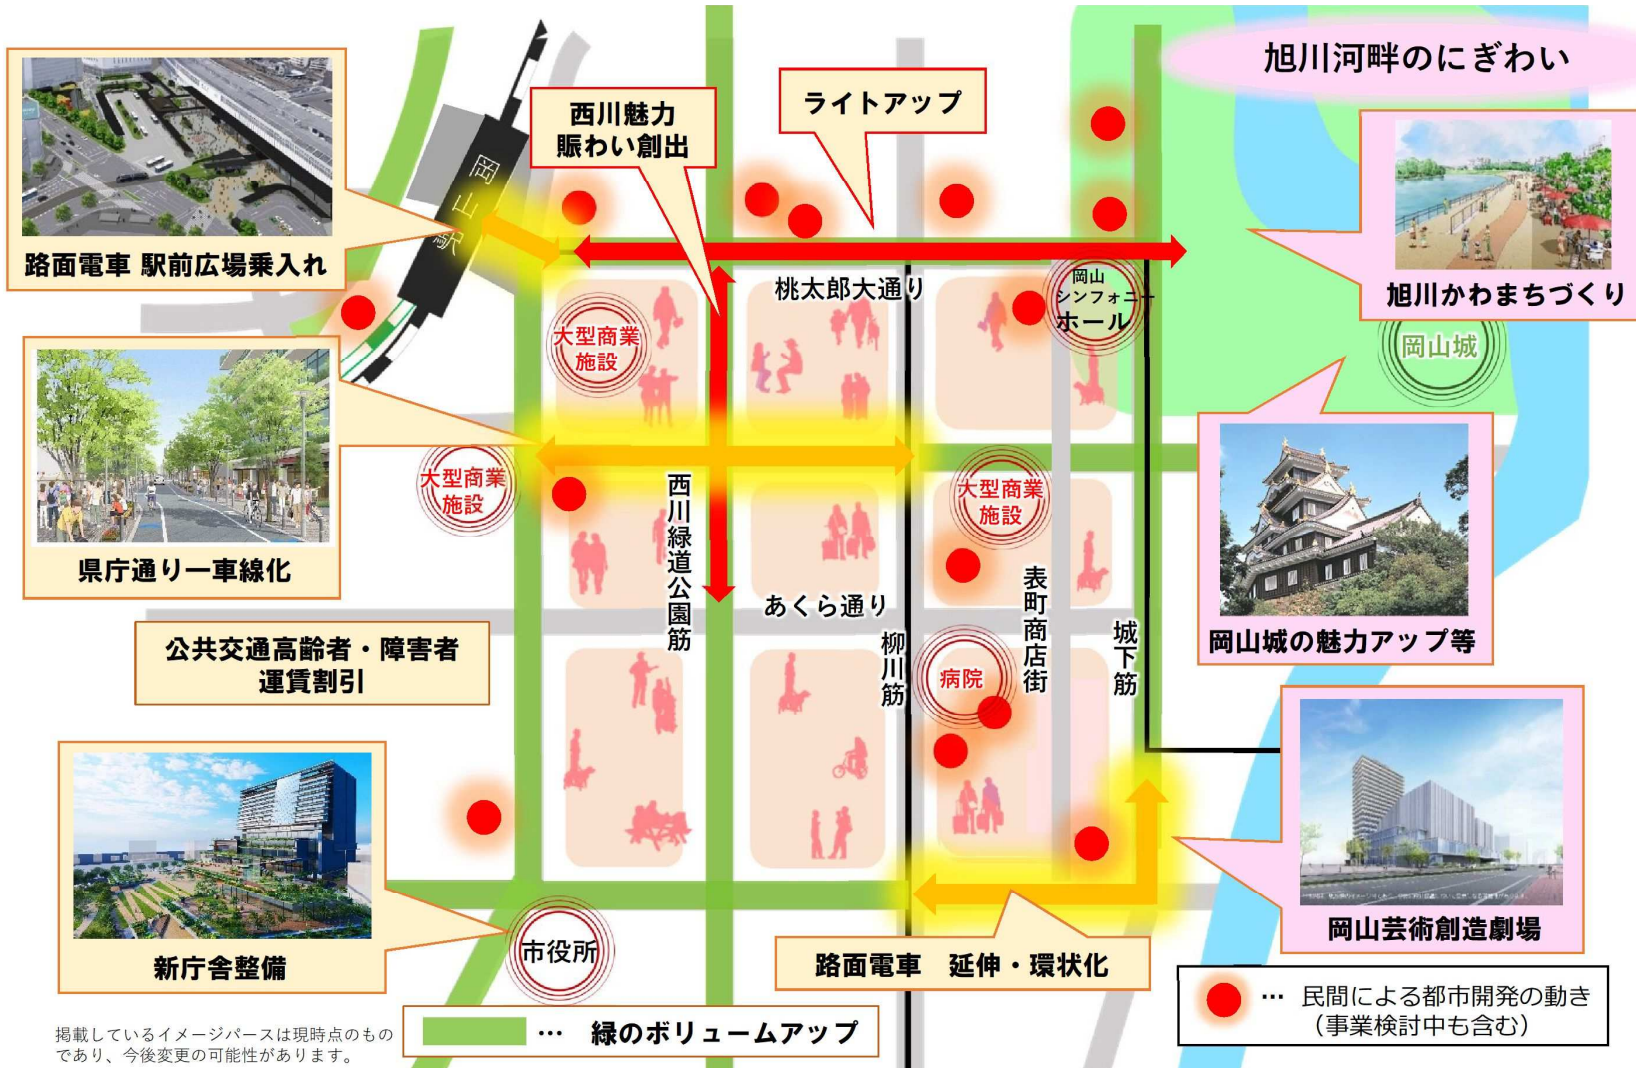 旭川河畔のにぎわい
西川魅力
賑わい創出
ライトアップ
路面電車 駅前広場乗入れ
岡山駅
桃太郎大通り
岡山
シンフォニー
ホール
旭川かわまちづくり
大型商業
施設
岡山城
県庁通り一車線化
大型商業
施設
大型商業
施設
西川緑道公園筋
あくら通り
柳川筋
表町商店街
城下筋
岡山城の魅力アップ等
公共交通高齢者・障害者
運賃割引
病院
新庁舎整備
市役所
路面電車 延伸・環状化
岡山芸術創造劇場
… 緑のボリュームアップ
… 民間による都市開発の動き
（事業検討中も含む）
掲載しているイメージパースは現時点のもの
であり、今後変更の可能性があります。